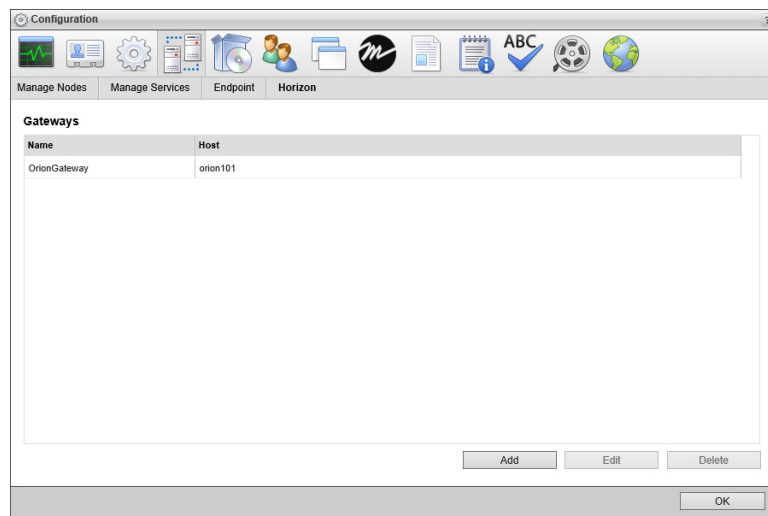 Configuration
ABC
Manage Nodes Manage Services Endpoint Horizon
Gateways
Name Host
OrionGateway orion101
Add Edit Delete
OK